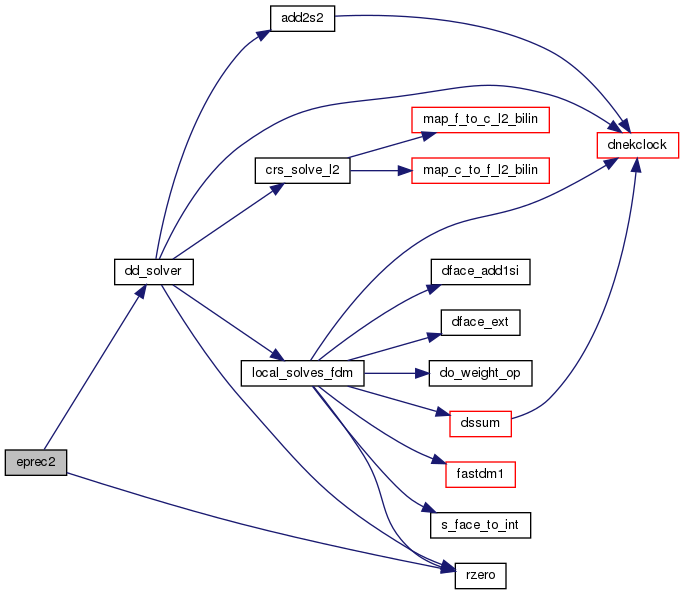 add2s2
map_f_to_c_l2_bilin
dnekclock
crs_solve_l2
map_c_to_f_l2_bilin
dd_solver
dface_add1si
dface_ext
local_solves_fdm
do_weight_op
dssum
eprec2
fastdm1
s_face_to_int
rzero